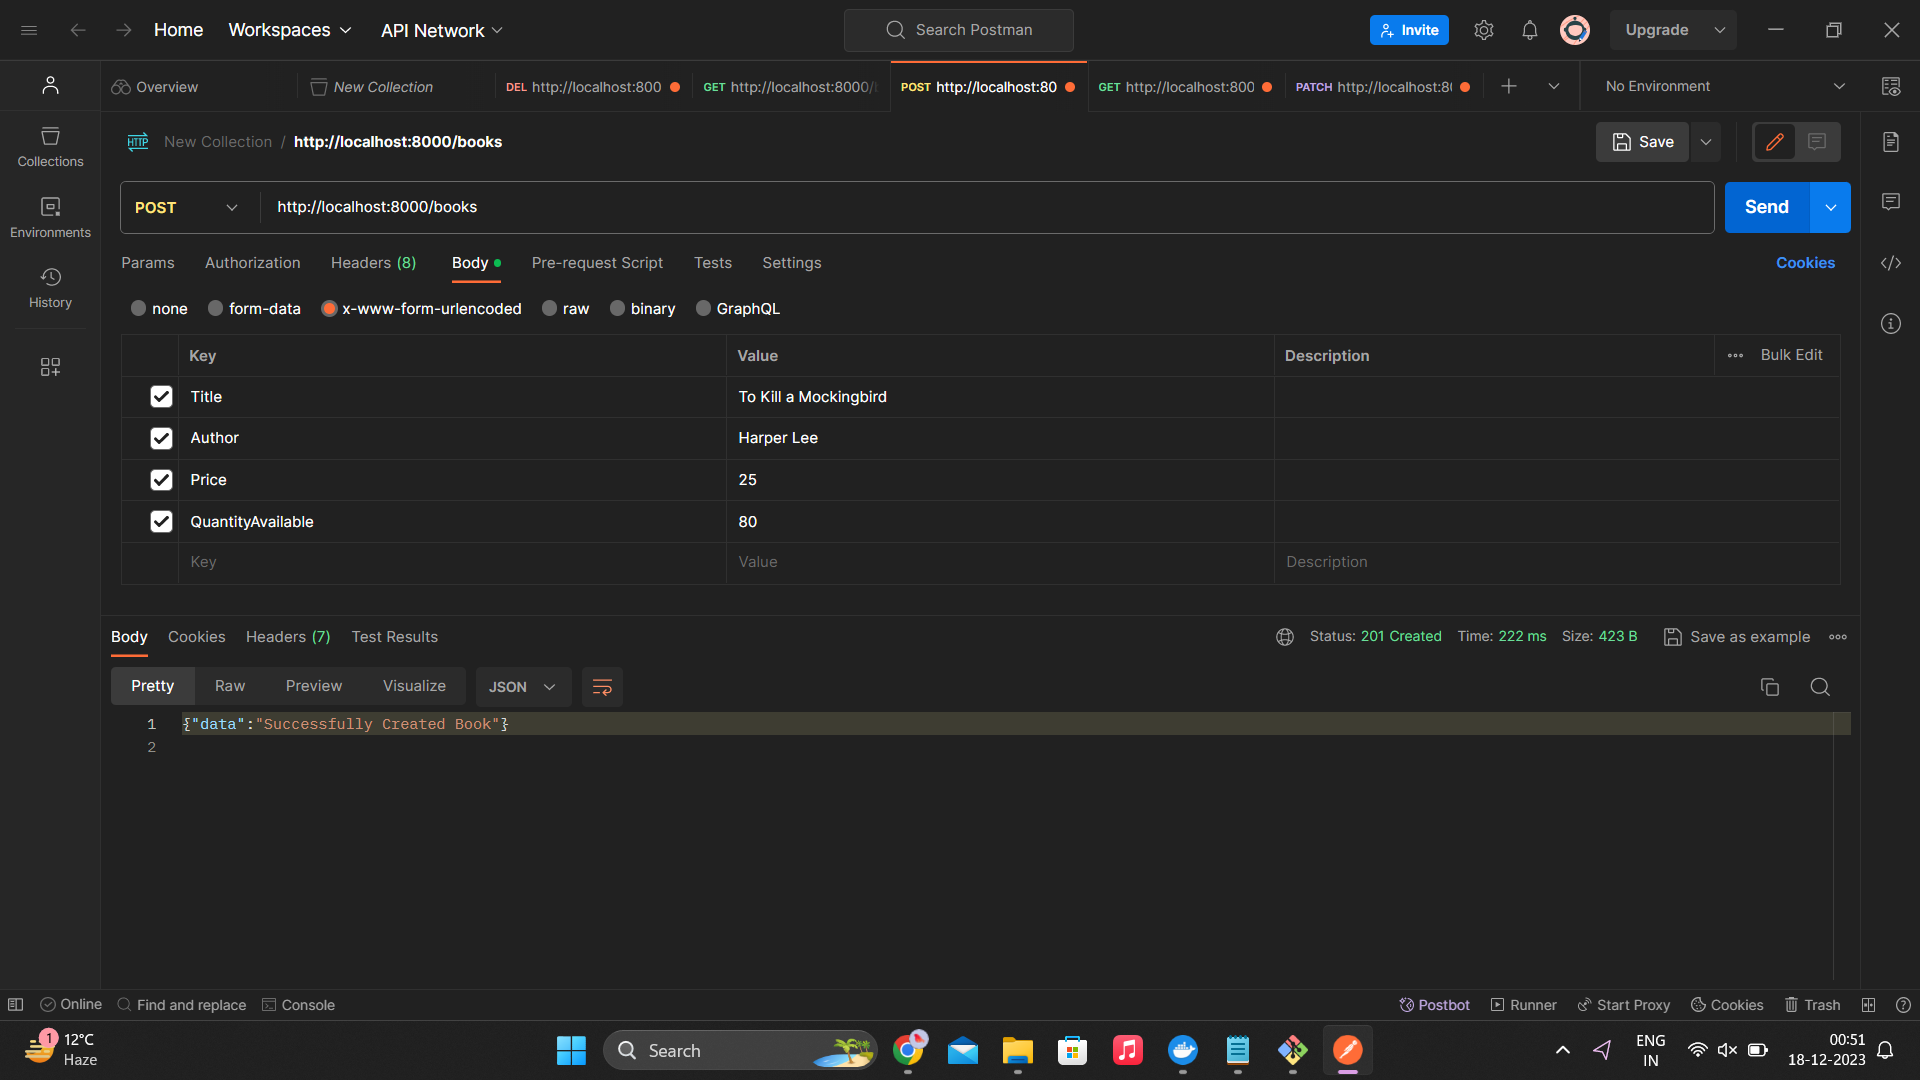 Home Workspaces API Network Search Postman Invite Upgrade
Overview New Collection DEL http://localhost:800 GET http://localhost:8000/ POST http://localhost:80 GET http://localhost:800 PATCH http://localhost:8 No Environment
HTTP New Collection / http://localhost:8000/books Save
Collections
Environments
History
POST http://localhost:8000/books Send
Params Authorization Headers (8) Body Pre-request Script Tests Settings Cookies
none form-data x-www-form-urlencoded raw binary GraphQL
Key Value Description Bulk Edit
Title To Kill a Mockingbird
Author Harper Lee
Price 25
QuantityAvailable 80
Key Value Description
Body Cookies Headers (7) Test Results Status: 201 Created Time: 222 ms Size: 423 B Save as example
Pretty Raw Preview Visualize JSON
1 {"data":"Successfully Created Book"}
2
Online Find and replace Console Postbot Runner Start Proxy Cookies Trash
1 12°C
Haze
Search
ENG
IN
00:51
18-12-2023